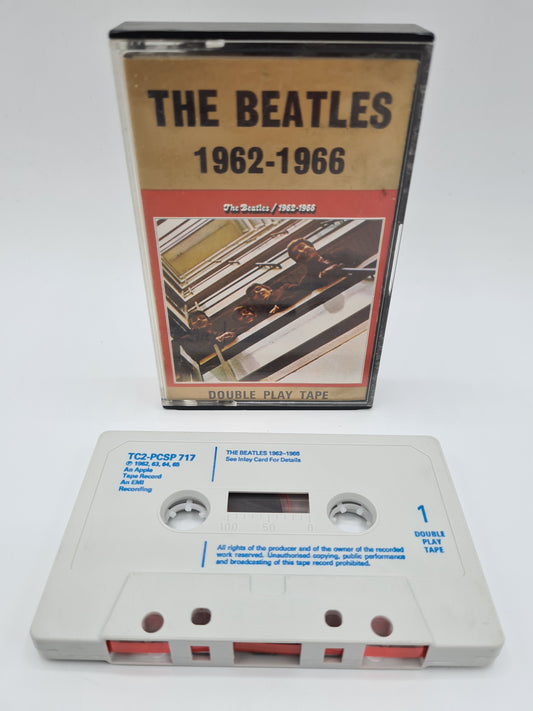 THE BEATLES
1962-1966
The Beatles / 1962-1966
DOUBLE PLAY TAPE
TC2-PCSP 717
℗ 1962, 63, 64, 65
An Apple
Tape Record
An EMI
Recording
THE BEATLES 1962–1966
See Inlay Card For Details
100 50 0
1
DOUBLE
PLAY
TAPE
All rights of the producer and of the owner of the recorded
work reserved. Unauthorised copying, public performance
and broadcasting of this tape record prohibited.